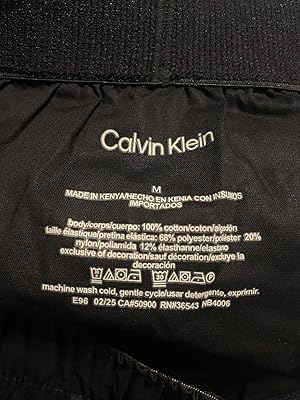 Calvin Klein
M
MADE IN KENYA/HECHO EN KENIA CON INSUMOS
IMPORTADOS
body/corps/cuerpo: 100% cotton/coton/algodón
taille élastique/pretina elástica: 68% polyester/poliéster 20%
nylon/poliamida 12% élasthanne/elastano
exclusive of decoration/sauf décoration/excluye la
decoración
machine wash cold, gentle cycle/usar detergente, exprimir.
E96 02/25 CA#50900 RN#36543 NB4006